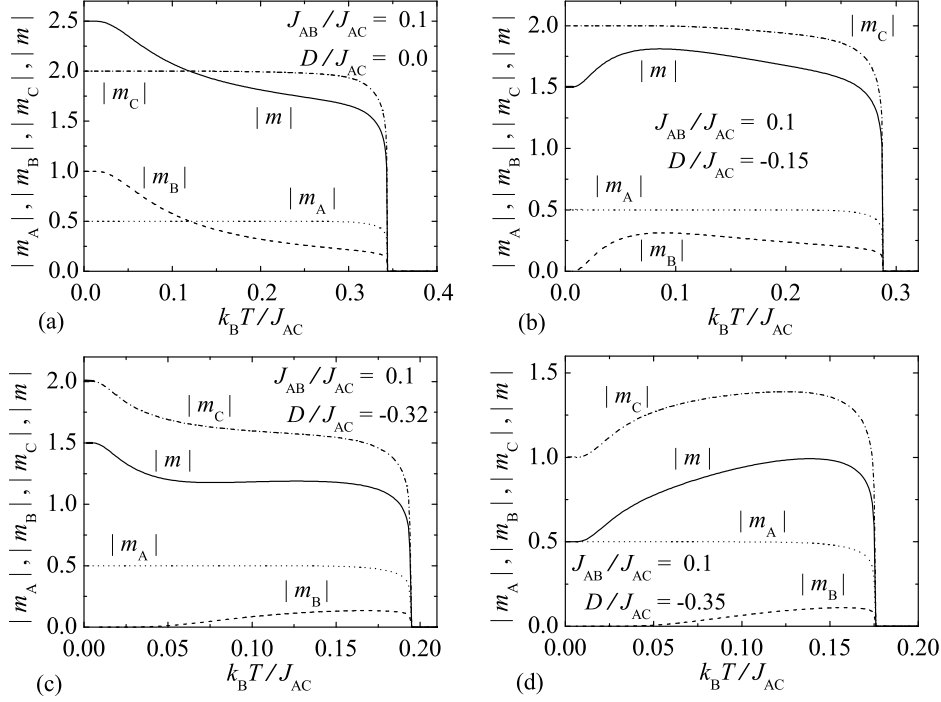 | m_A |, | m_B |, | m_C |, | m |
2.5
2.0
1.5
1.0
0.5
0.0
J_AB / J_AC = 0.1
D / J_AC = 0.0
| m_C |
| m |
| m_B |
| m_A |
0.0 0.1 0.2 0.3 0.4
k_B T / J_AC
(a)
| m_A |, | m_B |, | m_C |, | m |
2.0
1.5
1.0
0.5
0.0
| m_C |
| m |
J_AB / J_AC = 0.1
D / J_AC = -0.15
| m_A |
| m_B |
0.0 0.1 0.2 0.3
k_B T / J_AC
(b)
| m_A |, | m_B |, | m_C |, | m |
2.0
1.5
1.0
0.5
0.0
J_AB / J_AC = 0.1
D / J_AC = -0.32
| m_C |
| m |
| m_A |
| m_B |
0.00 0.05 0.10 0.15 0.20
k_B T / J_AC
(c)
| m_A |, | m_B |, | m_C |, | m |
1.5
1.0
0.5
0.0
| m_C |
| m |
| m_A |
J_AB / J_AC = 0.1
D / J_AC = -0.35
| m_B |
0.00 0.05 0.10 0.15 0.20
k_B T / J_AC
(d)